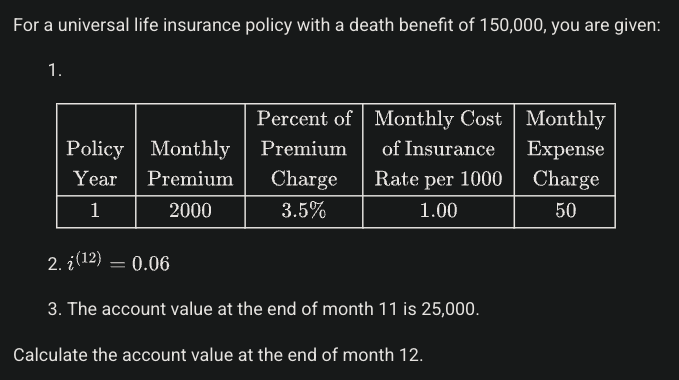 For a universal life insurance policy with a death benefit of 150,000, you are given:
1.
Percent of Monthly Cost Monthly
Policy Monthly Premium of Insurance Expense
Year Premium Charge Rate per 1000 Charge
1 2000 3.5% 1.00 50
2. i^(12) = 0.06
3. The account value at the end of month 11 is 25,000.
Calculate the account value at the end of month 12.